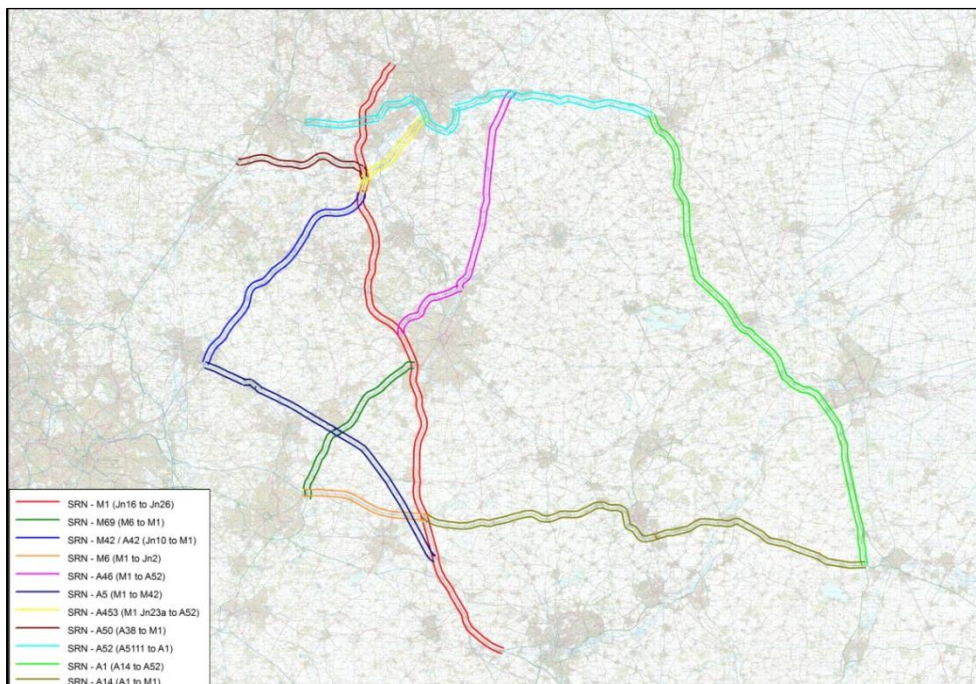 SRN - M1 (Jn16 to Jn26)
SRN - M69 (M6 to M1)
SRN - M42 / A42 (Jn10 to M1)
SRN - M6 (M1 to Jn2)
SRN - A46 (M1 to A52)
SRN - A5 (M1 to M42)
SRN - A453 (M1 Jn23a to A52)
SRN - A50 (A38 to M1)
SRN - A52 (A5111 to A1)
SRN - A1 (A14 to A52)
SRN - A14 (A1 to M1)